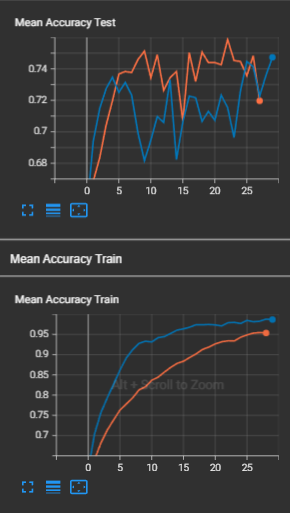 Mean Accuracy Test
0.74
0.72
0.7
0.68
0 5 10 15 20 25
Mean Accuracy Train
Mean Accuracy Train
0.95
0.9
0.85
0.8
Alt + Scroll to Zoom
0.75
0.7
0 5 10 15 20 25